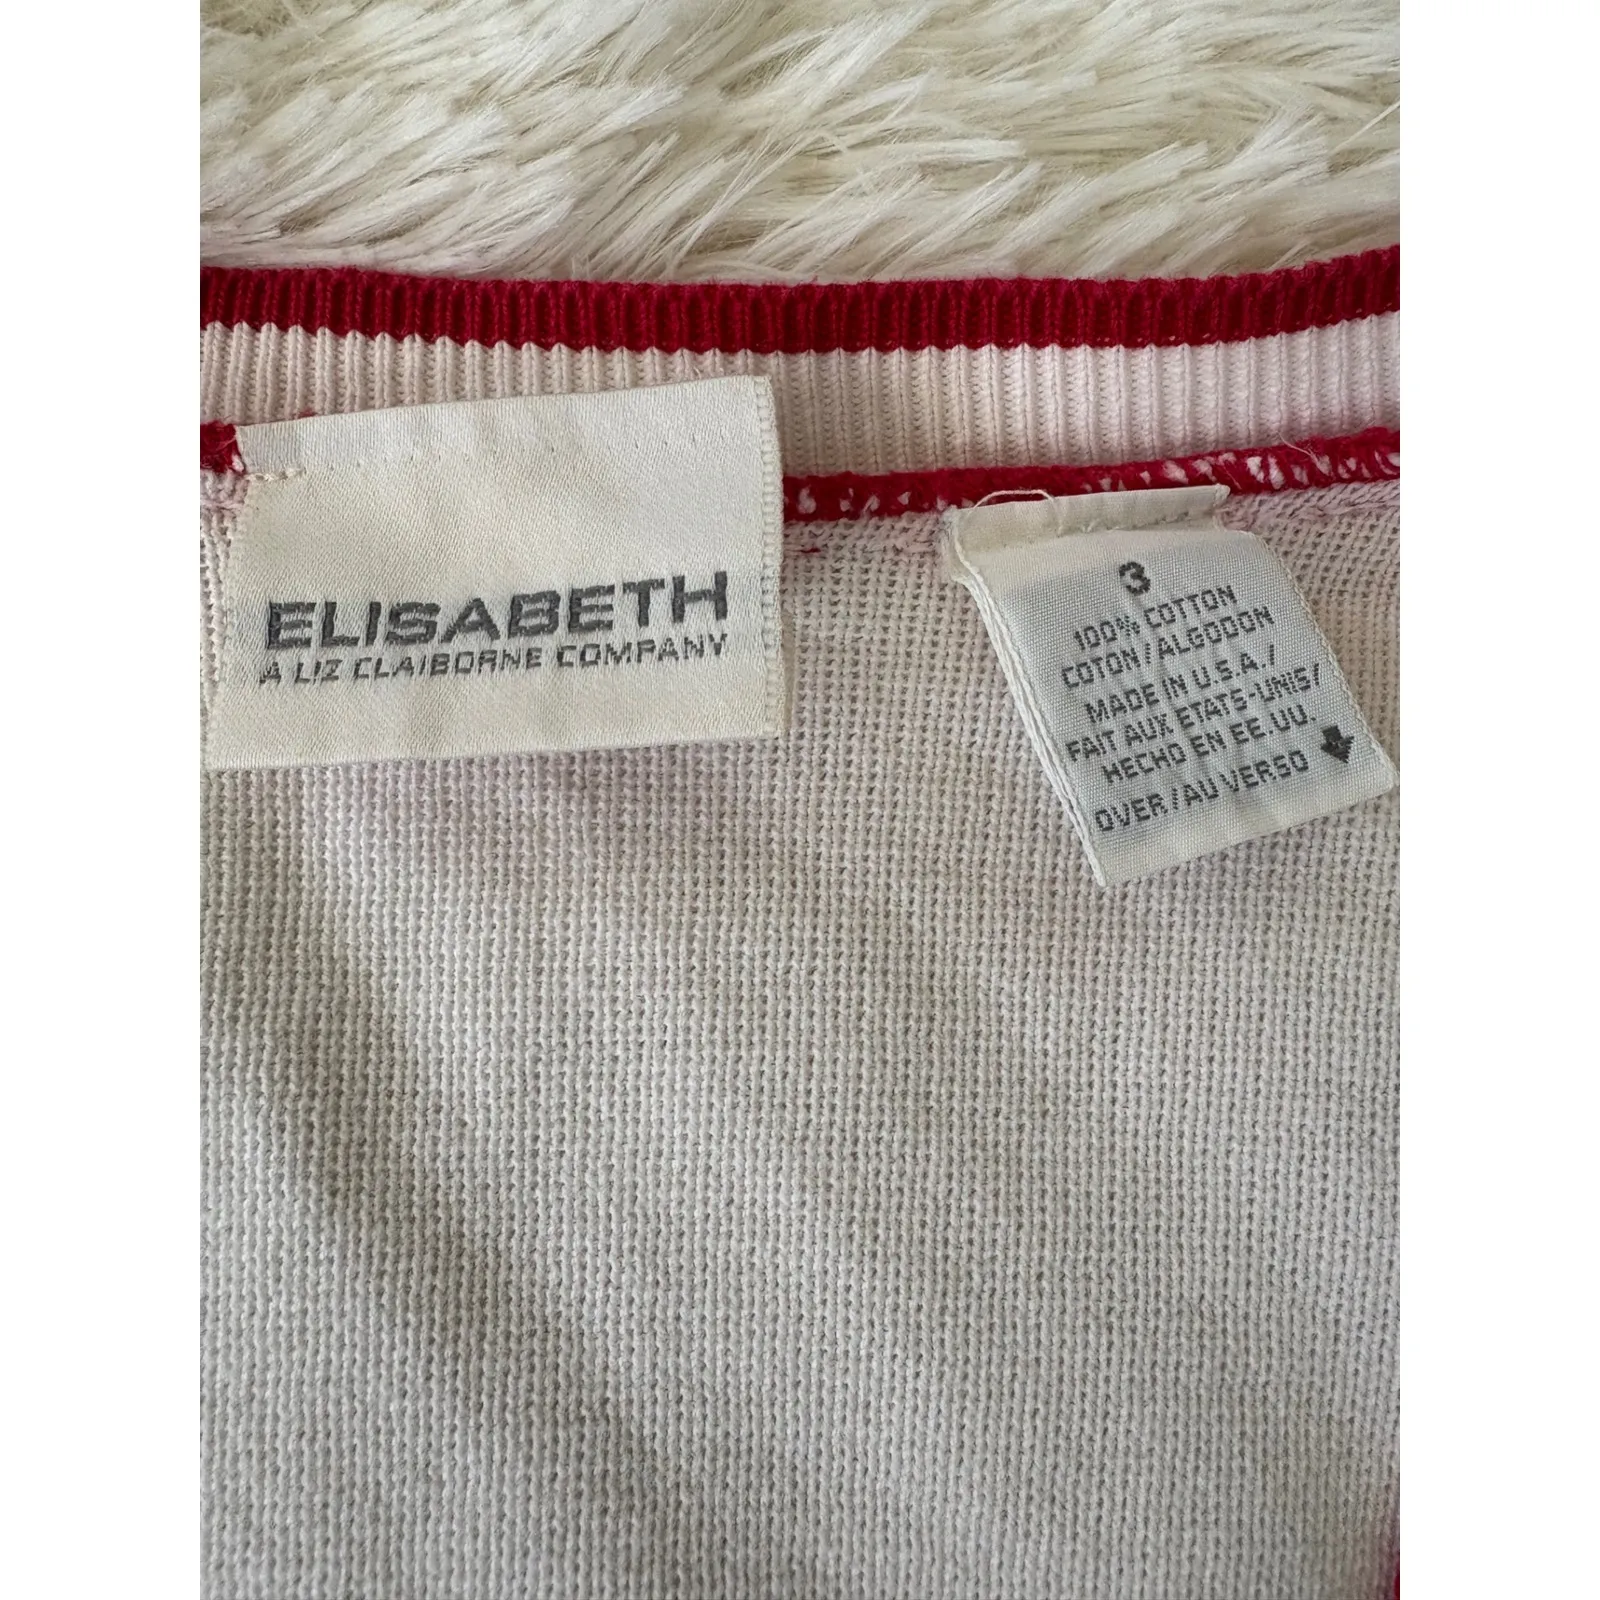 ELISABETH
A LIZ CLAIBORNE COMPANY
3
100% COTTON
COTON/ALGODON
MADE IN U.S.A./
FAIT AUX ETATS-UNIS/
HECHO EN EE.UU.
OVER/AU VERSO